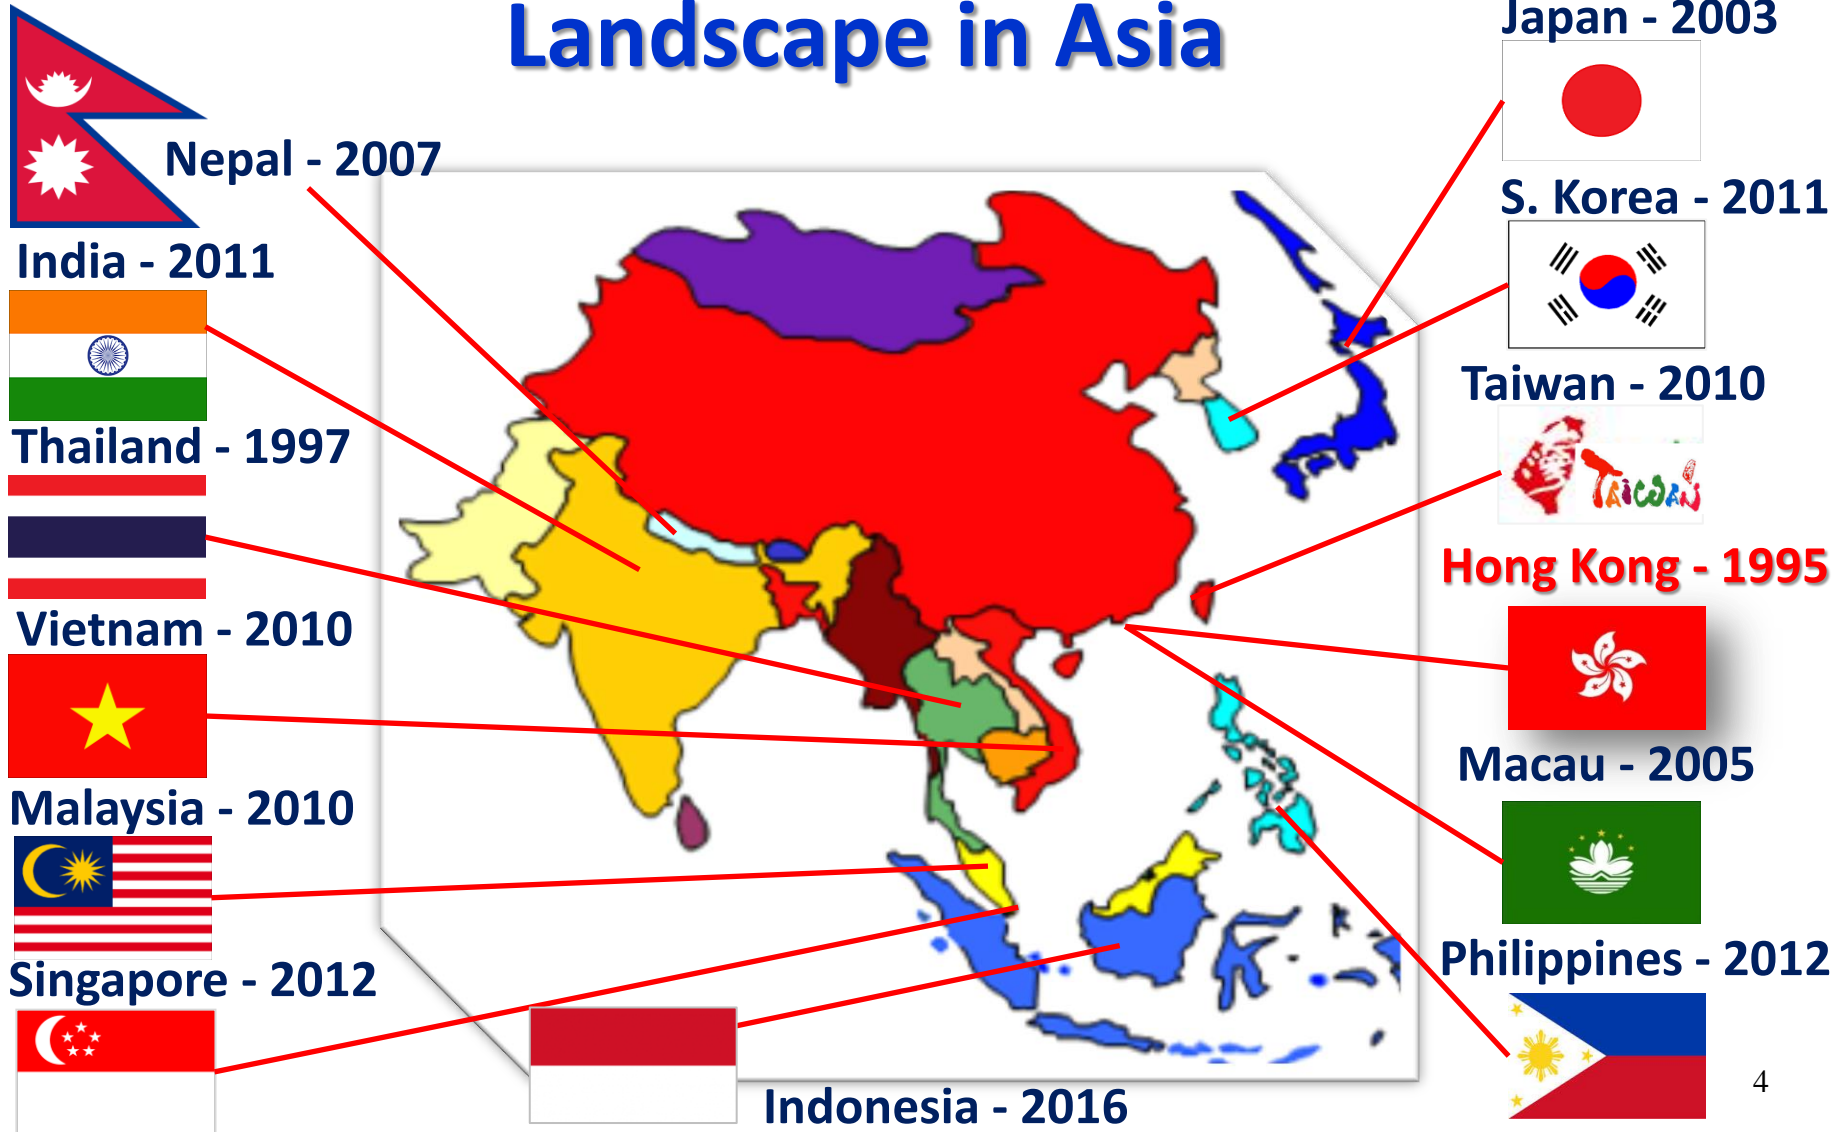 Landscape in Asia
Nepal - 2007
India - 2011
Thailand - 1997
Vietnam - 2010
Malaysia - 2010
Singapore - 2012
Indonesia - 2016
Japan - 2003
S. Korea - 2011
Taiwan - 2010
TAIWAN
Hong Kong - 1995
Macau - 2005
Philippines - 2012
4